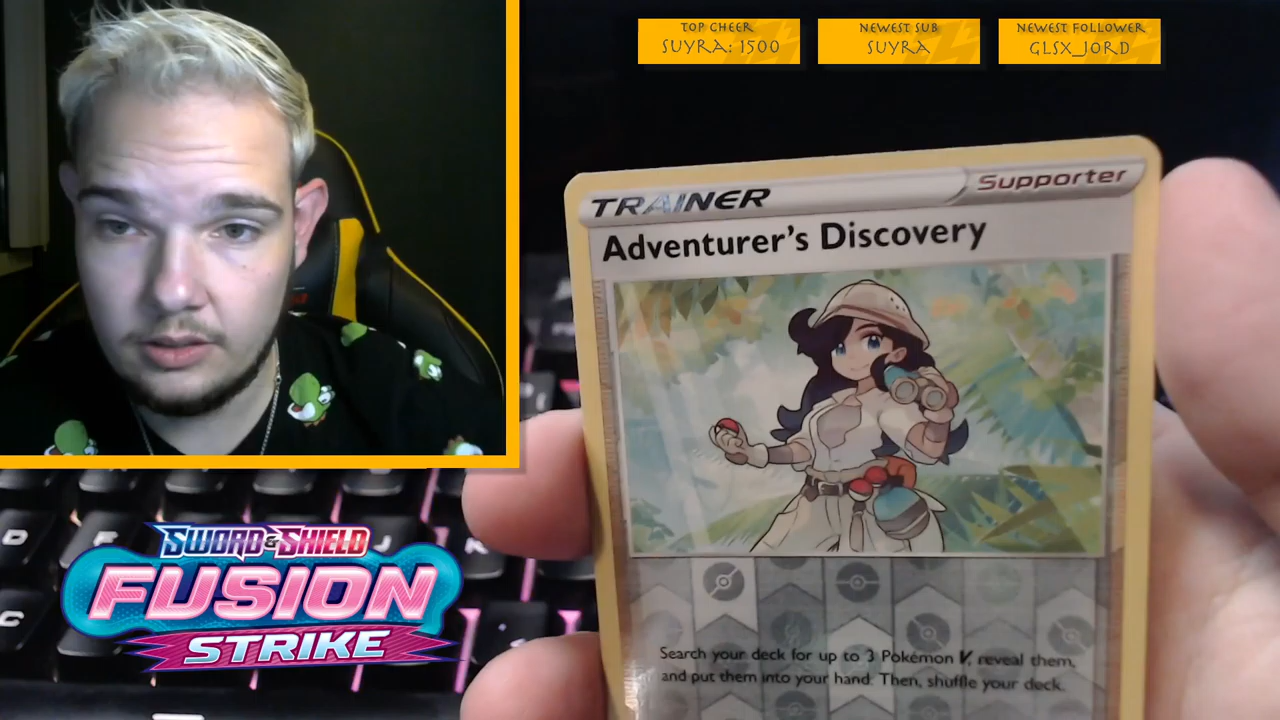 TOP CHEER
SUYRA: 1500
NEWEST SUB
SUYRA
NEWEST FOLLOWER
GLSX_JORD
TRAINER
Supporter
Adventurer's Discovery
Search your deck for up to 3 Pokémon V, reveal them,
and put them into your hand. Then, shuffle your deck.
SWORD & SHIELD
FUSION
STRIKE
D
F
J
K
C